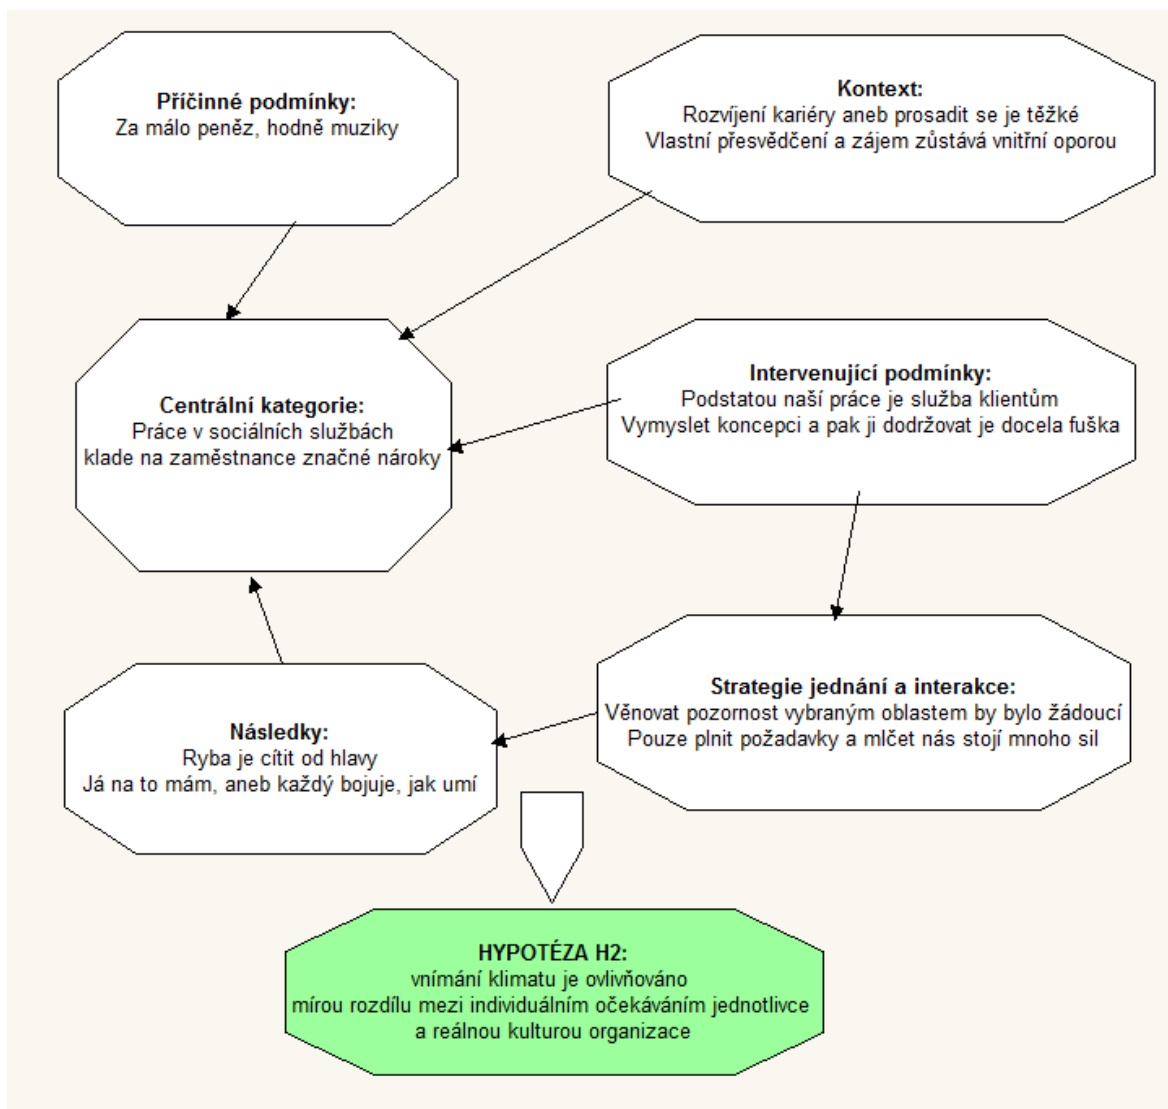 Příčinné podmínky:
Za málo peněz, hodně muziky
Kontext:
Rozvíjení kariéry aneb prosadit se je těžké
Vlastní přesvědčení a zájem zůstává vnitřní oporou
Centrální kategorie:
Práce v sociálních službách
klade na zaměstnance značné nároky
Intervenující podmínky:
Podstatou naší práce je služba klientům
Vymyslet koncepci a pak ji dodržovat je docela fuška
Strategie jednání a interakce:
Věnovat pozornost vybraným oblastem by bylo žádoucí
Pouze plnit požadavky a mlčet nás stojí mnoho sil
Následky:
Ryba je cítit od hlavy
Já na to mám, aneb každý bojuje, jak umí
HYPOTÉZA H2:
vnímání klimatu je ovlivňováno
mírou rozdílu mezi individuálním očekáváním jednotlivce
a reálnou kulturou organizace